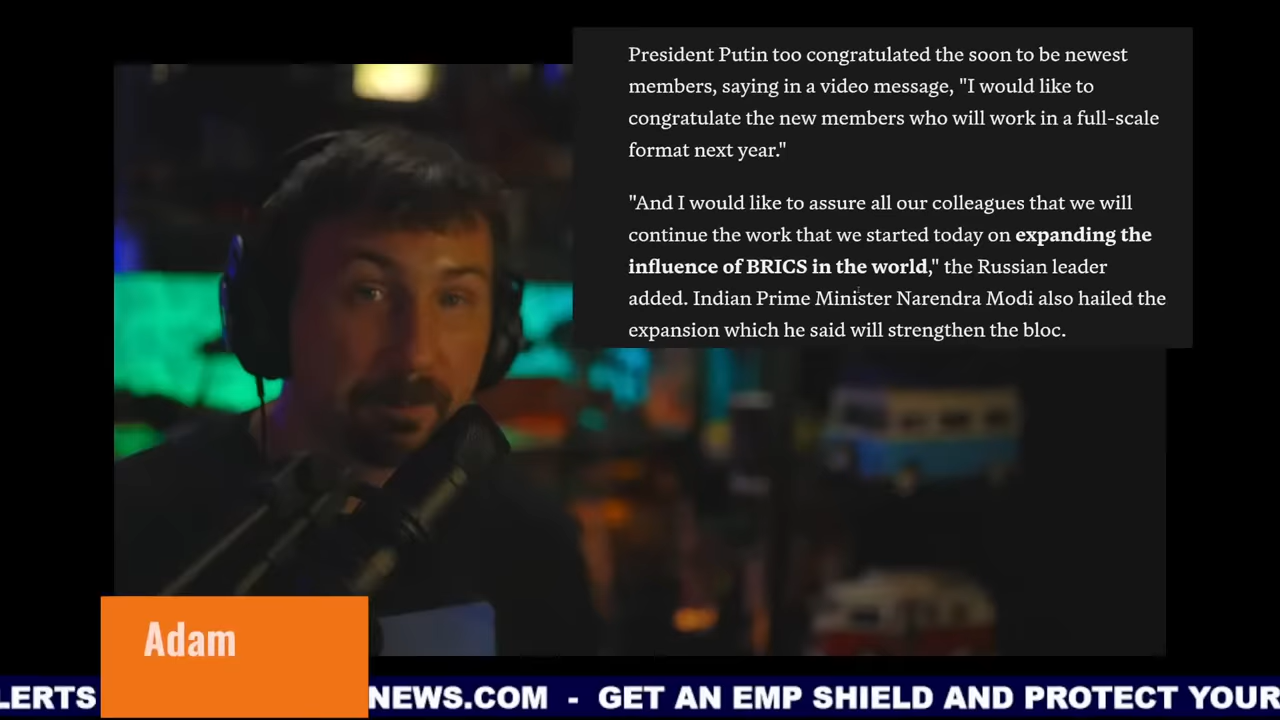 President Putin too congratulated the soon to be newest
members, saying in a video message, "I would like to
congratulate the new members who will work in a full-scale
format next year."
"And I would like to assure all our colleagues that we will
continue the work that we started today on expanding the
influence of BRICS in the world," the Russian leader
added. Indian Prime Minister Narendra Modi also hailed the
expansion which he said will strengthen the bloc.
Adam
LERTS
NEWS.COM - GET AN EMP SHIELD AND PROTECT YOUR